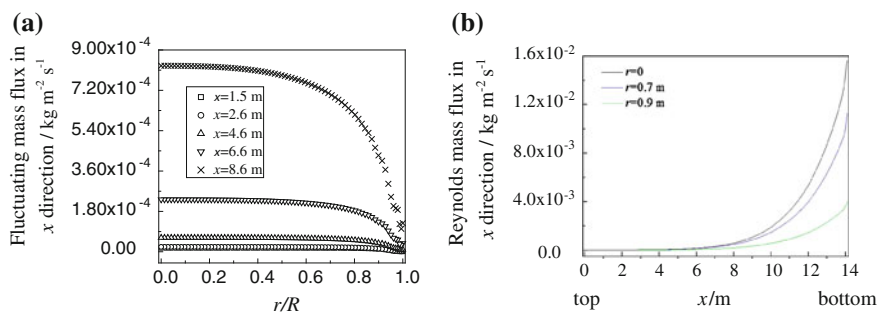 (a)
Fluctuating mass flux in
x direction / kg m⁻² s⁻¹
9.00x10⁻⁴
7.20x10⁻⁴
5.40x10⁻⁴
3.60x10⁻⁴
1.80x10⁻⁴
0.00
x=1.5 m
x=2.6 m
x=4.6 m
x=6.6 m
x=8.6 m
0.0 0.2 0.4 0.6 0.8 1.0
r/R
(b)
Reynolds mass flux in
x direction / kg m⁻² s⁻¹
1.6x10⁻²
1.2x10⁻²
8.0x10⁻³
4.0x10⁻³
0.0
r=0
r=0.7 m
r=0.9 m
0 2 4 6 8 10 12 14
top x/m bottom